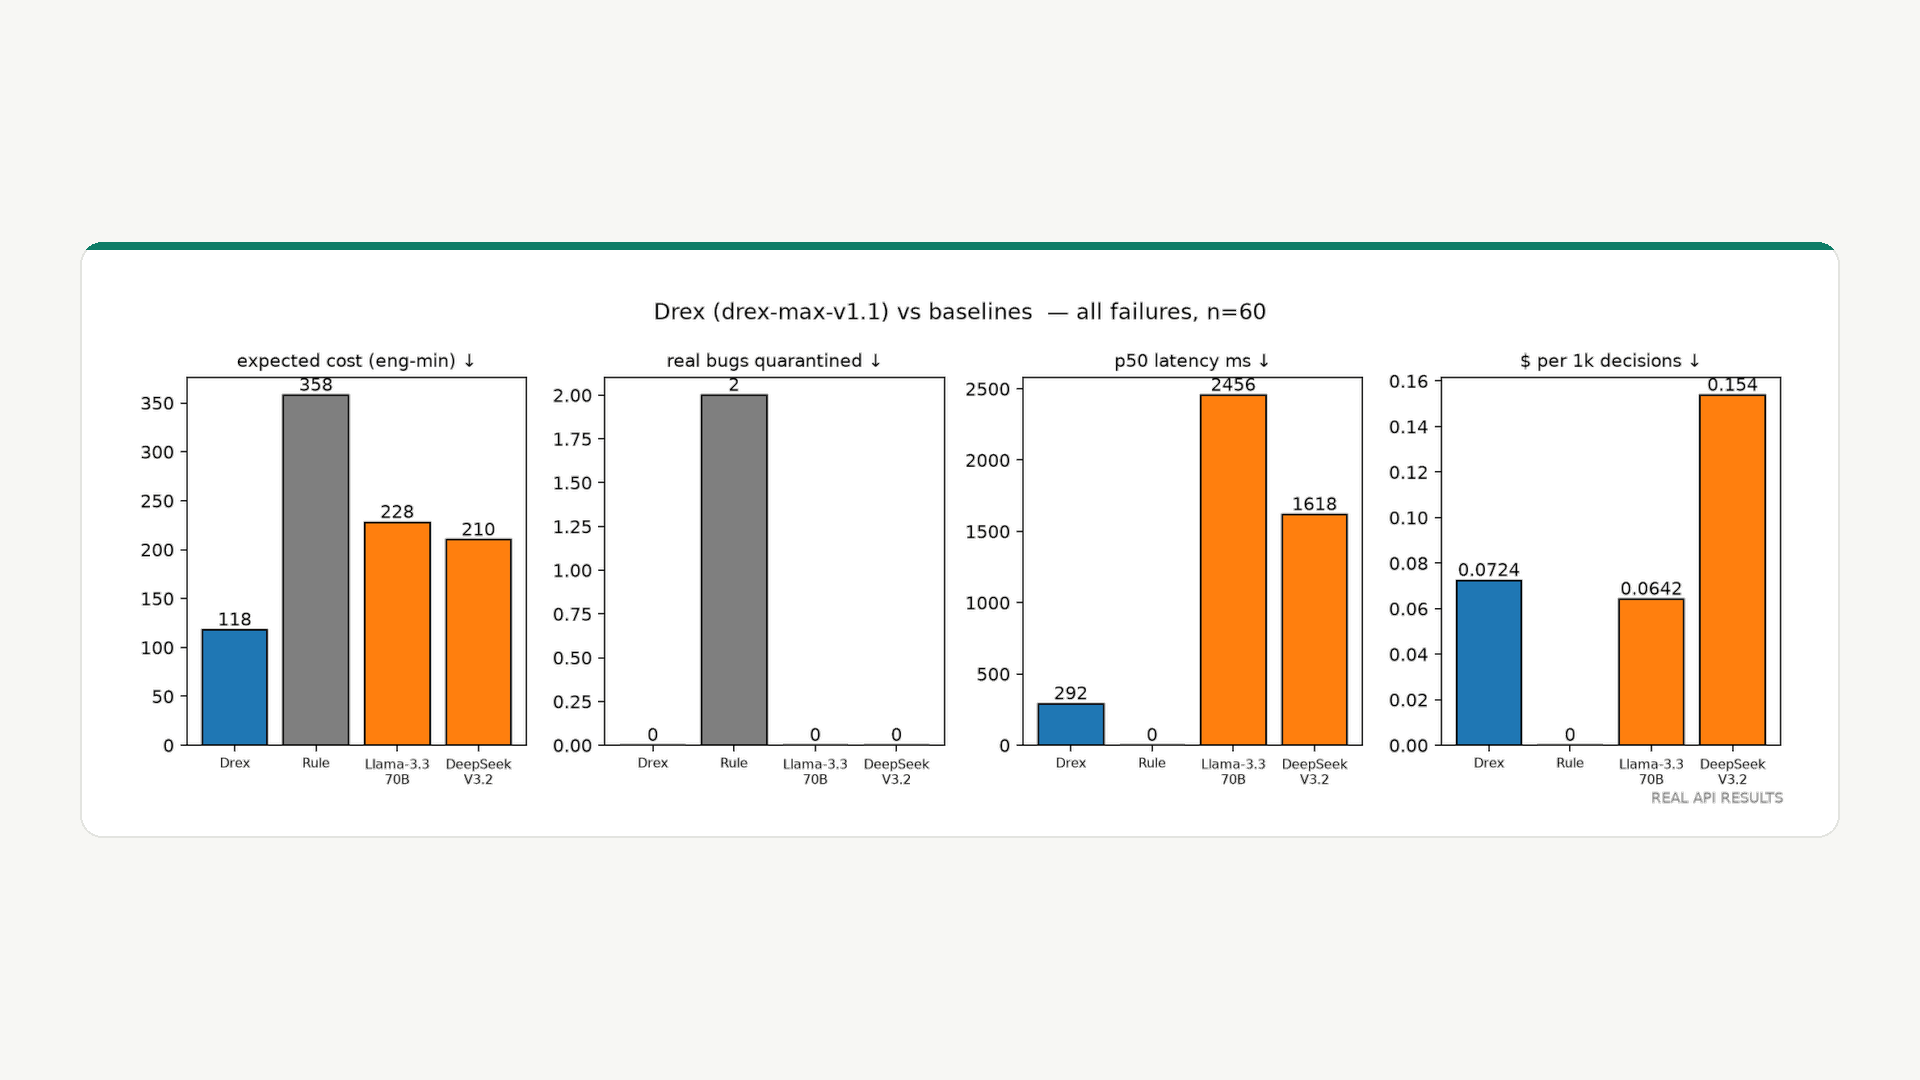 Drex (drex-max-v1.1) vs baselines — all failures, n=60
expected cost (eng-min) ↓
358
350
300
250
228
210
200
150
118
100
50
0
Drex
Rule
Llama-3.3
70B
DeepSeek
V3.2
real bugs quarantined ↓
2
2.00
1.75
1.50
1.25
1.00
0.75
0.50
0.25
0.00
0
0
0
Drex
Rule
Llama-3.3
70B
DeepSeek
V3.2
p50 latency ms ↓
2456
2500
2000
1618
1500
1000
500
292
0
0
Drex
Rule
Llama-3.3
70B
DeepSeek
V3.2
$ per 1k decisions ↓
0.154
0.16
0.14
0.12
0.10
0.08
0.0724
0.0642
0.06
0.04
0.02
0.00
0
Drex
Rule
Llama-3.3
70B
DeepSeek
V3.2
REAL API RESULTS